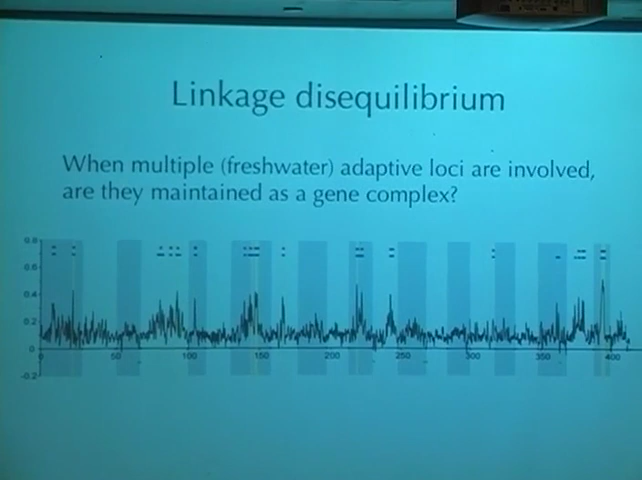 Linkage disequilibrium
When multiple (freshwater) adaptive loci are involved,
are they maintained as a gene complex?
0.8
0.6
0.4
0.2
0
-0.2
0 50 100 150 200 250 300 350 400